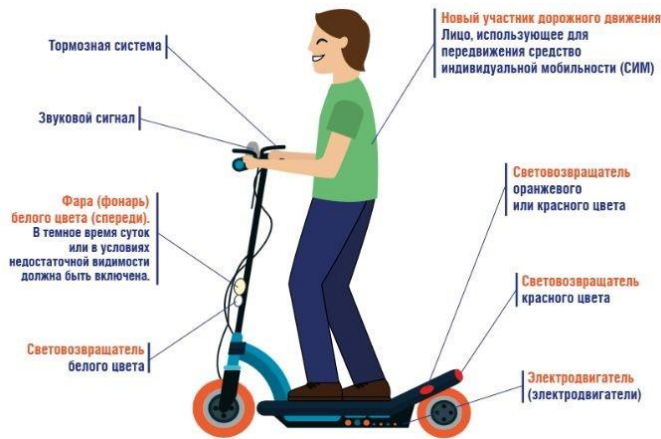 Тормозная система
Звуковой сигнал
Фара (фонарь)
белого цвета (спереди).
В темное время суток
или в условиях
недостаточной видимости
должна быть включена.
Световозвращатель
белого цвета
Новый участник дорожного движения
Лицо, использующее для
передвижения средство
индивидуальной мобильности (СИМ)
Световозвращатель
оранжевого
или красного цвета
Световозвращатель
красного цвета
Электродвигатель
(электродвигатели)